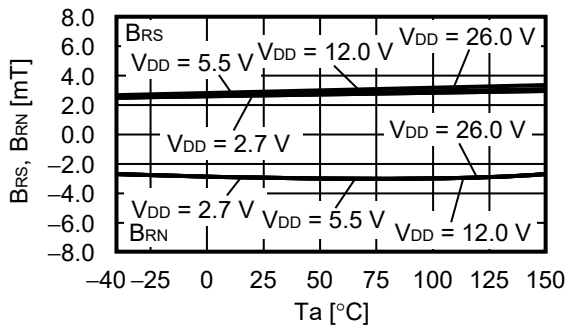 8.0
6.0
4.0
2.0
0.0
−2.0
−4.0
−6.0
−8.0
BRS, BRN [mT]
BRS
VDD = 5.5 V
VDD = 12.0 V
VDD = 26.0 V
VDD = 2.7 V
VDD = 26.0 V
VDD = 2.7 V
VDD = 5.5 V
VDD = 12.0 V
BRN
−40 −25 0 25 50 75 100 125 150
Ta [°C]